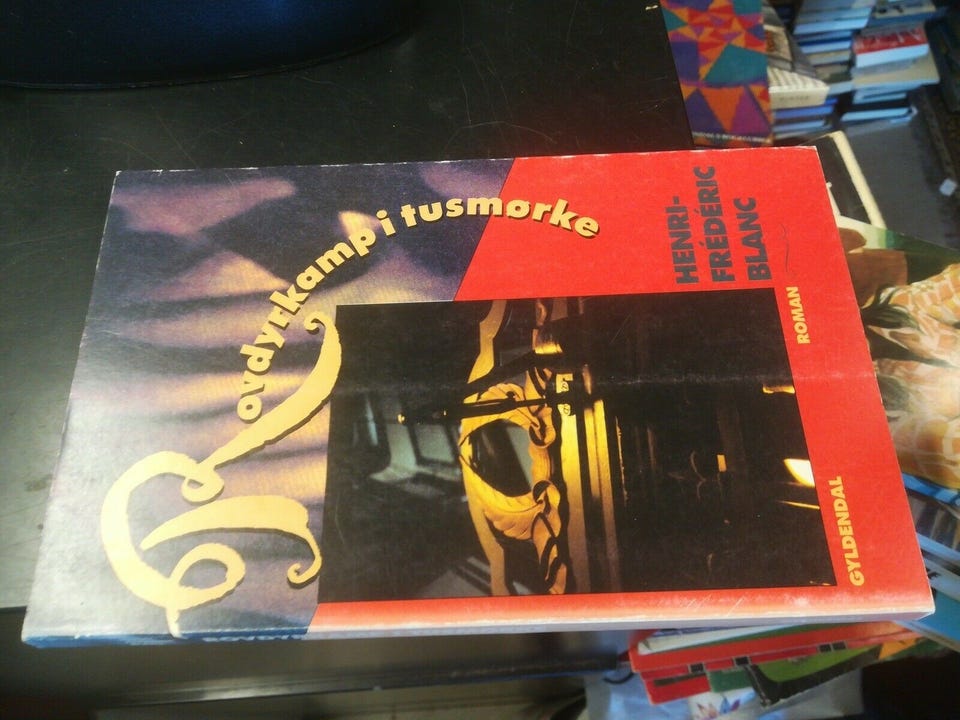 Rovdyrkamp i tusmørke
HENRI-
FRÉDÉRIC
BLANC
ROMAN
GYLDENDAL